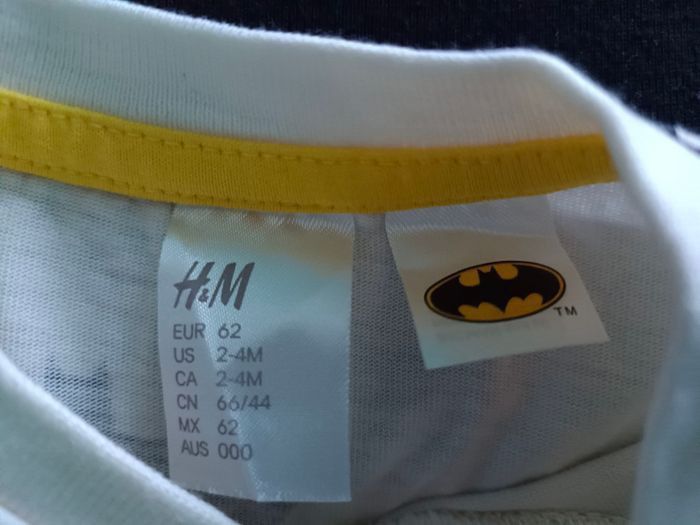 H&M
EUR 62
US 2-4M
CA 2-4M
CN 66/44
MX 62
AUS 000
TM